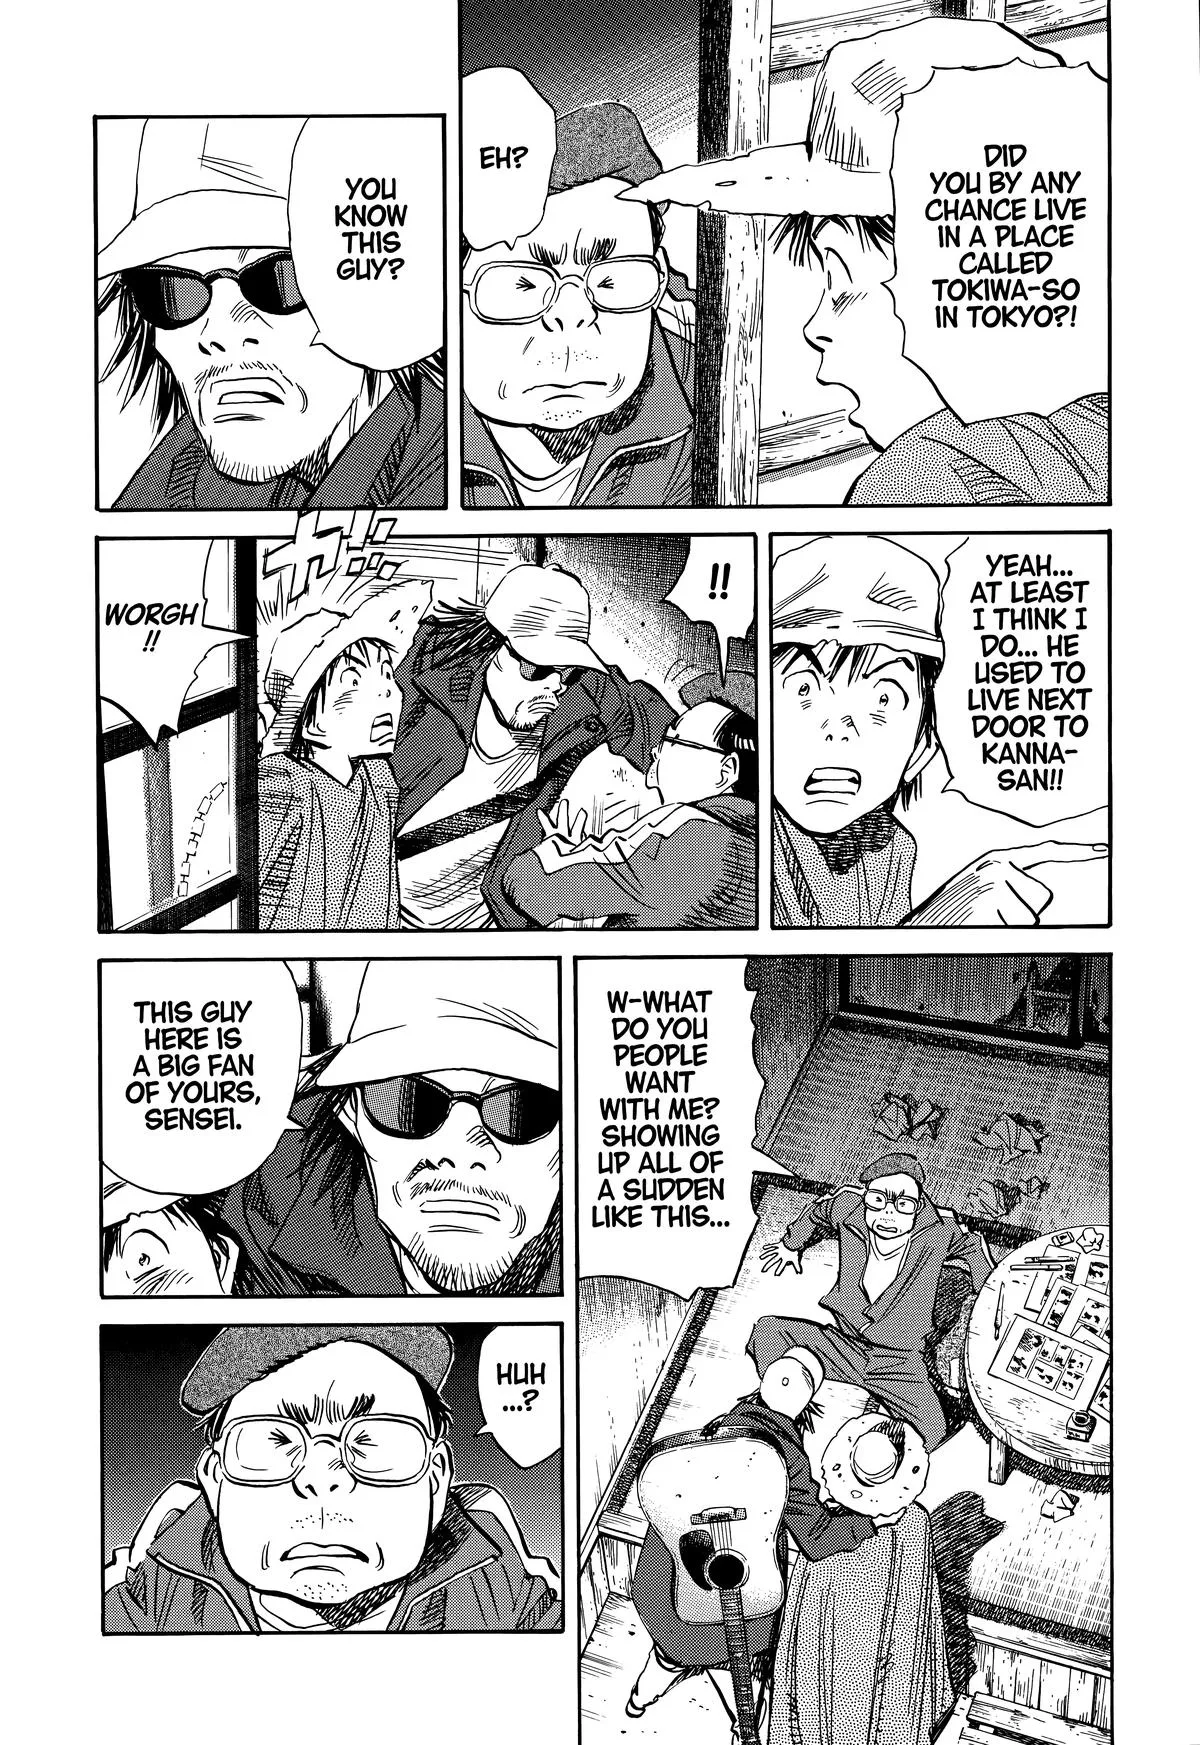 DID
YOU BY ANY
CHANCE LIVE
IN A PLACE
CALLED
TOKIWA-SO
IN TOKYO?!
EH?
YOU
KNOW
THIS
GUY?
YEAH...
AT LEAST
I THINK I
DO... HE
USED TO
LIVE NEXT
DOOR TO
KANNA-
SAN!!
!!
ガ!!
WORGH
!!
W-WHAT
DO YOU
PEOPLE
WANT
WITH ME?
SHOWING
UP ALL OF
A SUDDEN
LIKE THIS...
THIS GUY
HERE IS
A BIG FAN
OF YOURS,
SENSEI.
HUH
...?